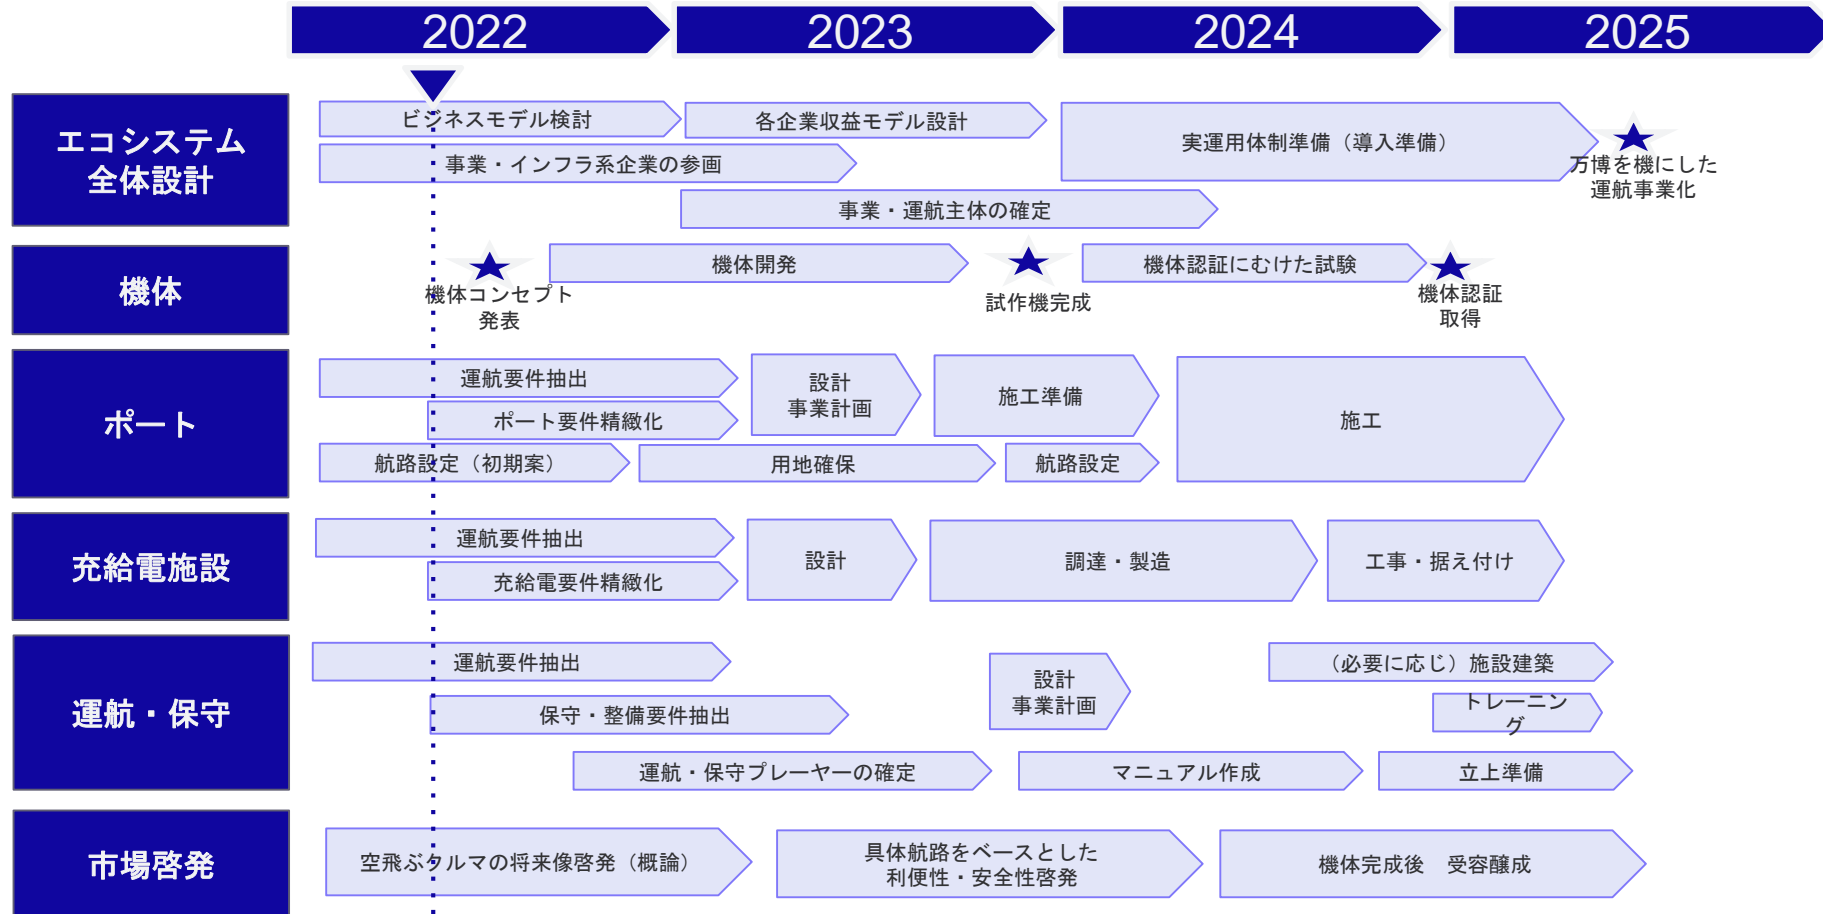 2022
2023
2024
2025
エコシステム
全体設計
ビジネスモデル検討
各企業収益モデル設計
実運用体制準備（導入準備）
万博を機にした
運航事業化
事業・インフラ系企業の参画
事業・運航主体の確定
機体
機体コンセプト
発表
機体開発
試作機完成
機体認証にむけた試験
機体認証
取得
ポート
運航要件抽出
ポート要件精緻化
航路設定（初期案）
設計
事業計画
用地確保
施工準備
航路設定
施工
充給電施設
運航要件抽出
充給電要件精緻化
設計
調達・製造
工事・据え付け
運航・保守
運航要件抽出
保守・整備要件抽出
運航・保守プレーヤーの確定
設計
事業計画
マニュアル作成
（必要に応じ）施設建築
トレーニン
グ
立上準備
市場啓発
空飛ぶクルマの将来像啓発（概論）
具体航路をベースとした
利便性・安全性啓発
機体完成後　受容醸成